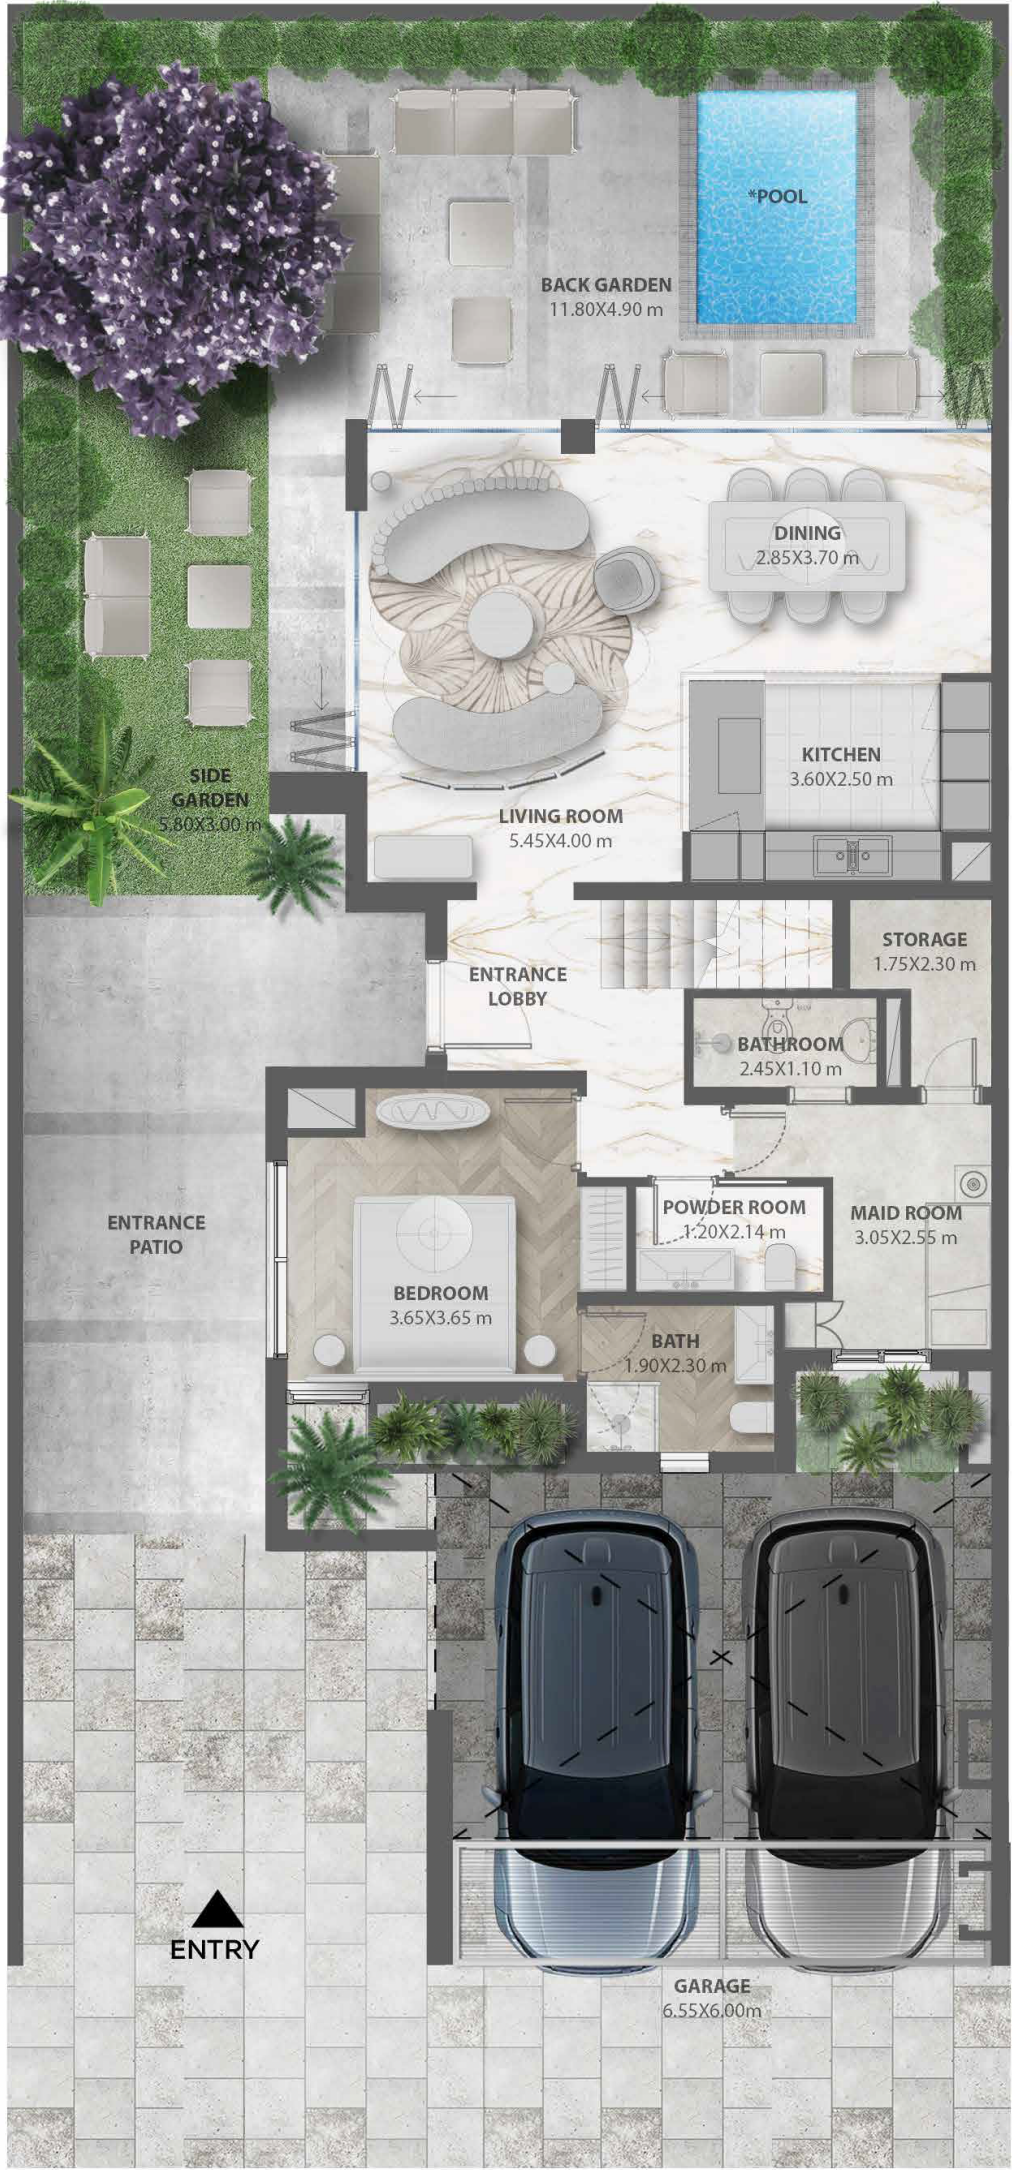 *POOL
BACK GARDEN
11.80X4.90 m
DINING
2.85X3.70 m
KITCHEN
3.60X2.50 m
SIDE
GARDEN
5.80X3.00 m
LIVING ROOM
5.45X4.00 m
STORAGE
1.75X2.30 m
ENTRANCE
LOBBY
BATHROOM
2.45X1.10 m
ENTRANCE
PATIO
POWDER ROOM
1.20X2.14 m
MAID ROOM
3.05X2.55 m
BEDROOM
3.65X3.65 m
BATH
1.90X2.30 m
ENTRY
GARAGE
6.55X6.00m